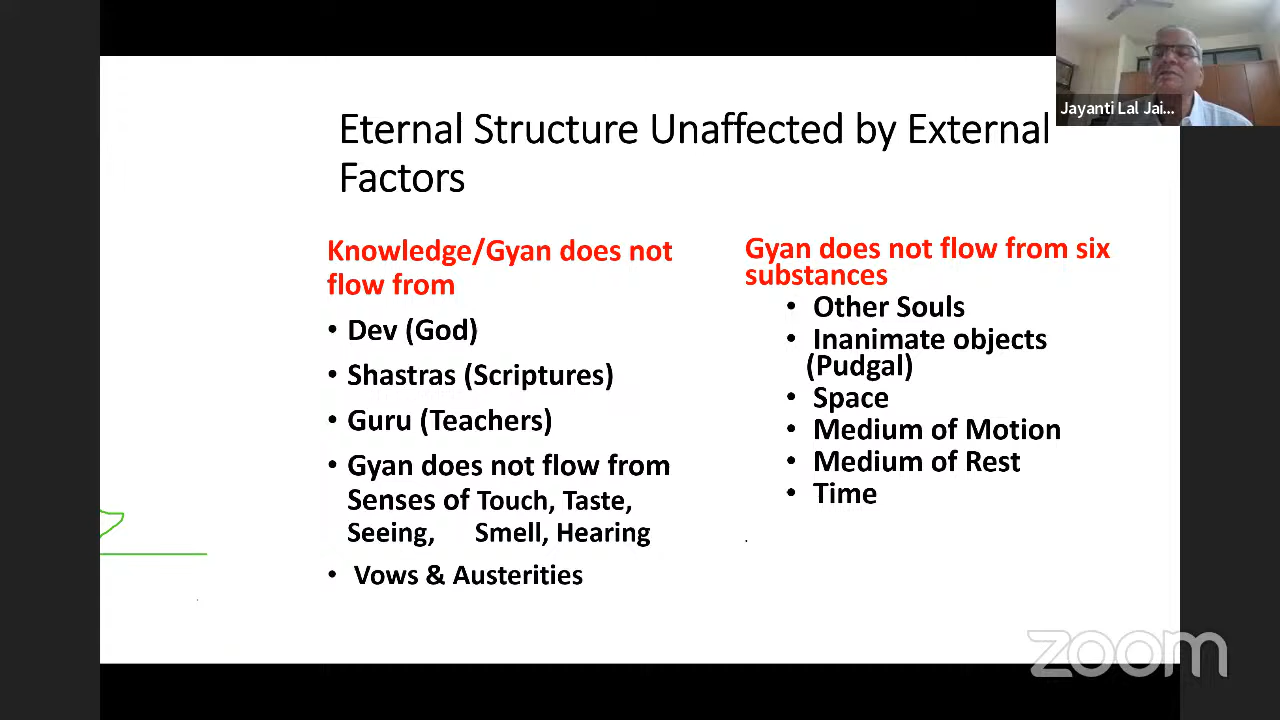 Jayanti Lal Jai...
Eternal Structure Unaffected by External
Factors
Knowledge/Gyan does not
flow from
• Dev (God)
• Shastras (Scriptures)
• Guru (Teachers)
• Gyan does not flow from
Senses of Touch, Taste,
Seeing, Smell, Hearing
• Vows & Austerities
Gyan does not flow from six
substances
• Other Souls
• Inanimate objects
(Pudgal)
• Space
• Medium of Motion
• Medium of Rest
• Time
.
zoom